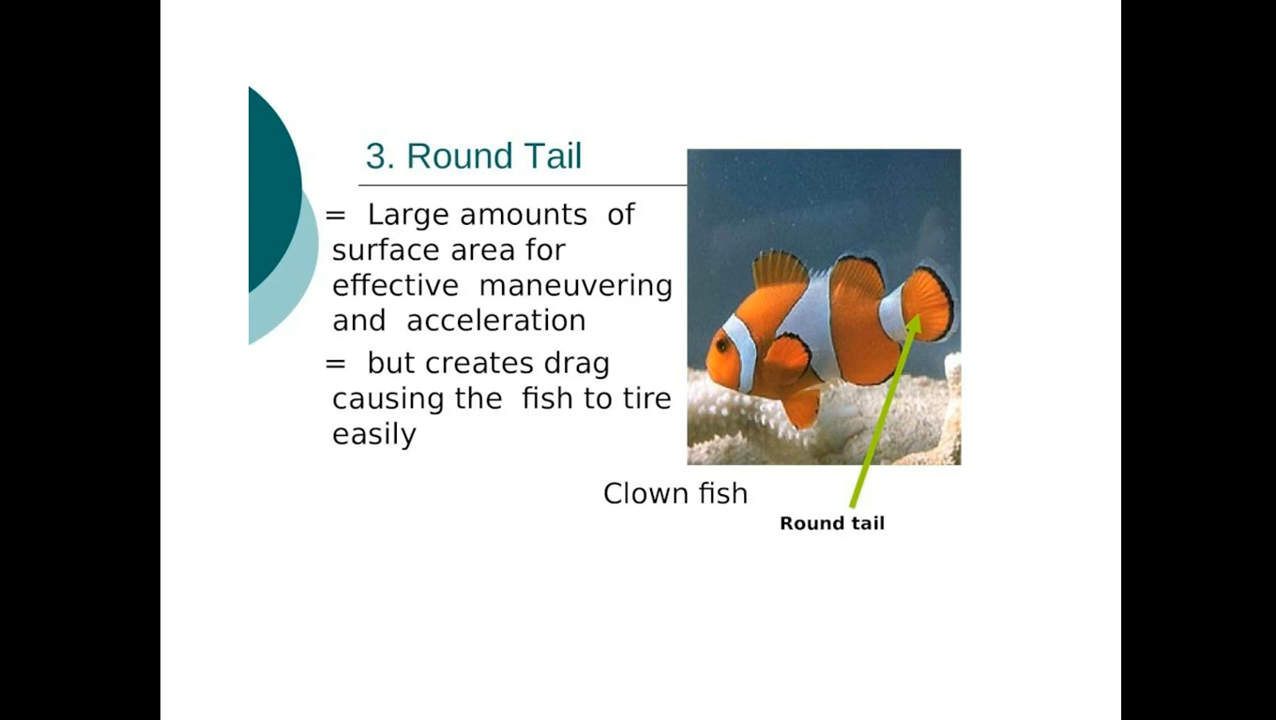 3. Round Tail
= Large amounts of
surface area for
effective maneuvering
and acceleration
= but creates drag
causing the fish to tire
easily
Clown fish
Round tail